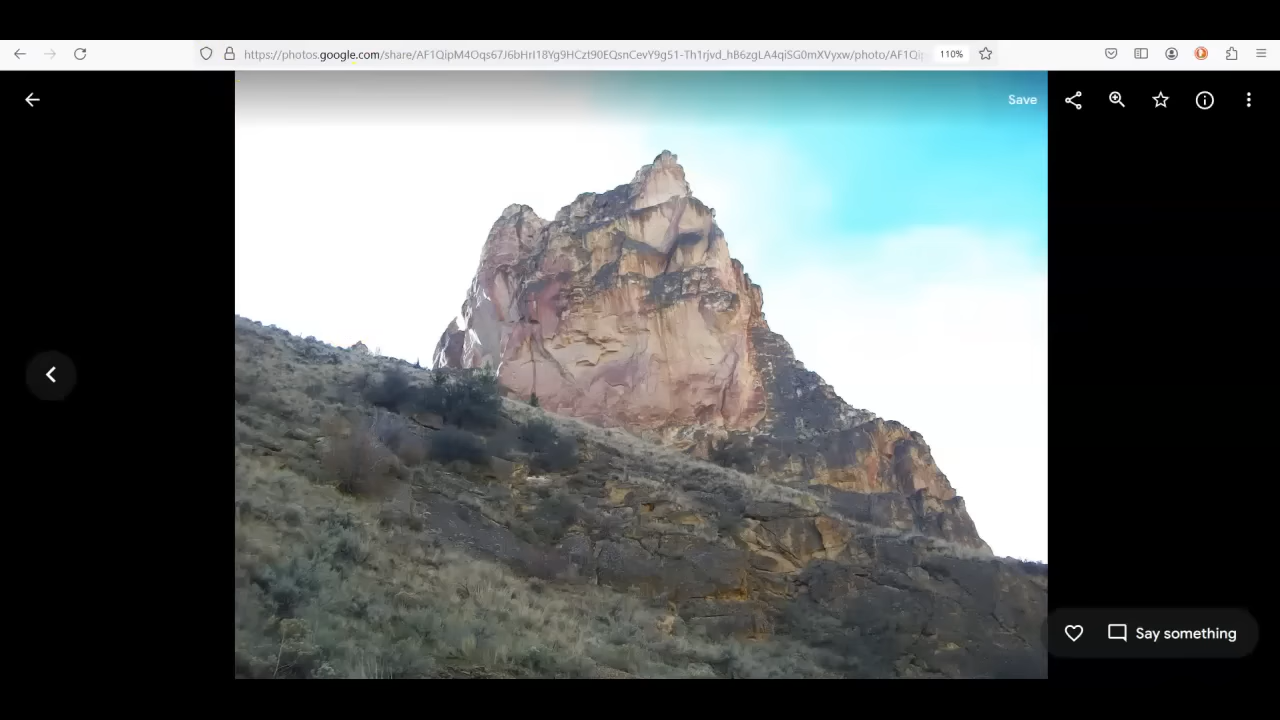 https://photos.google.com/share/AF1QipM4Oqs67J6bHrI18Yg9HCzt90EQsnCevY9g51-Th1rjvd_hB6zgLA4qiSG0mXVyxw/photo/AF1Qi
110%
Save
Say something